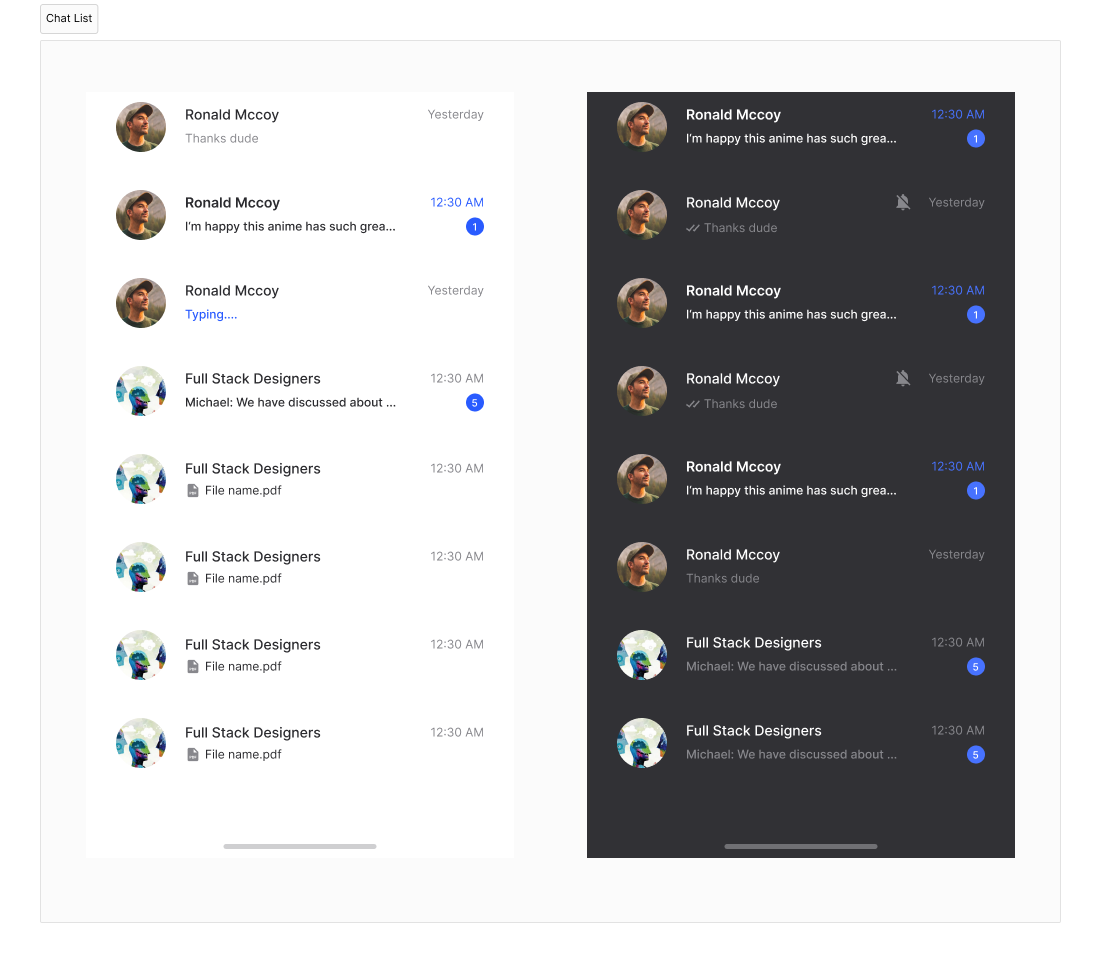 Chat List
Ronald Mccoy
Yesterday
Thanks dude
Ronald Mccoy
12:30 AM
I’m happy this anime has such grea...
1
Ronald Mccoy
Yesterday
Typing....
Full Stack Designers
12:30 AM
Michael: We have discussed about ...
5
Full Stack Designers
12:30 AM
File name.pdf
Full Stack Designers
12:30 AM
File name.pdf
Full Stack Designers
12:30 AM
File name.pdf
Full Stack Designers
12:30 AM
File name.pdf
Ronald Mccoy
12:30 AM
I’m happy this anime has such grea...
1
Ronald Mccoy
Yesterday
Thanks dude
Ronald Mccoy
12:30 AM
I’m happy this anime has such grea...
1
Ronald Mccoy
Yesterday
Thanks dude
Ronald Mccoy
12:30 AM
I’m happy this anime has such grea...
1
Ronald Mccoy
Yesterday
Thanks dude
Full Stack Designers
12:30 AM
Michael: We have discussed about ...
5
Full Stack Designers
12:30 AM
Michael: We have discussed about ...
5